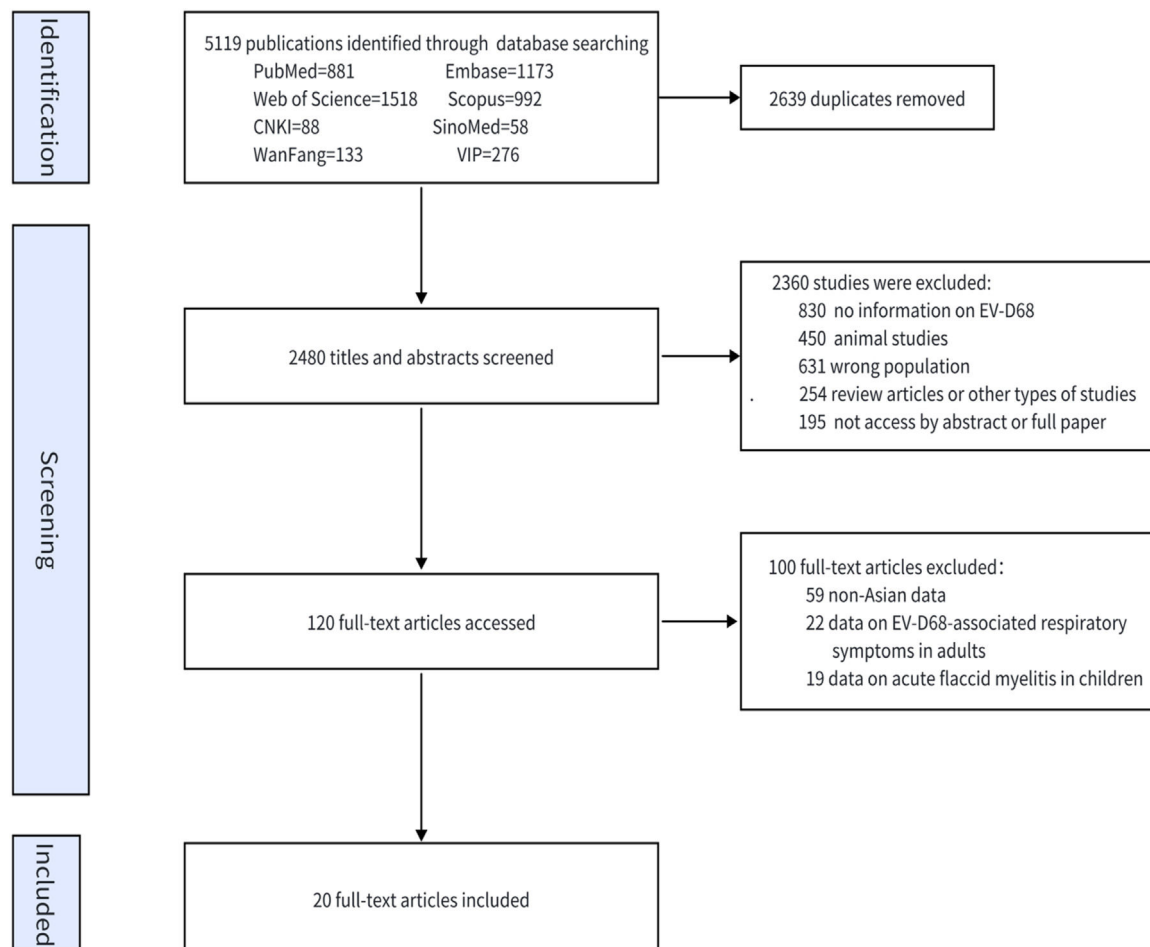 Identification
5119 publications identified through database searching
PubMed=881 Embase=1173
Web of Science=1518 Scopus=992
CNKI=88 SinoMed=58
WanFang=133 VIP=276
2639 duplicates removed
Screening
2480 titles and abstracts screened
2360 studies were excluded:
830 no information on EV-D68
450 animal studies
631 wrong population
. 254 review articles or other types of studies
195 not access by abstract or full paper
120 full-text articles accessed
100 full-text articles excluded：
59 non-Asian data
22 data on EV-D68-associated respiratory
symptoms in adults
19 data on acute flaccid myelitis in children
Included
20 full-text articles included